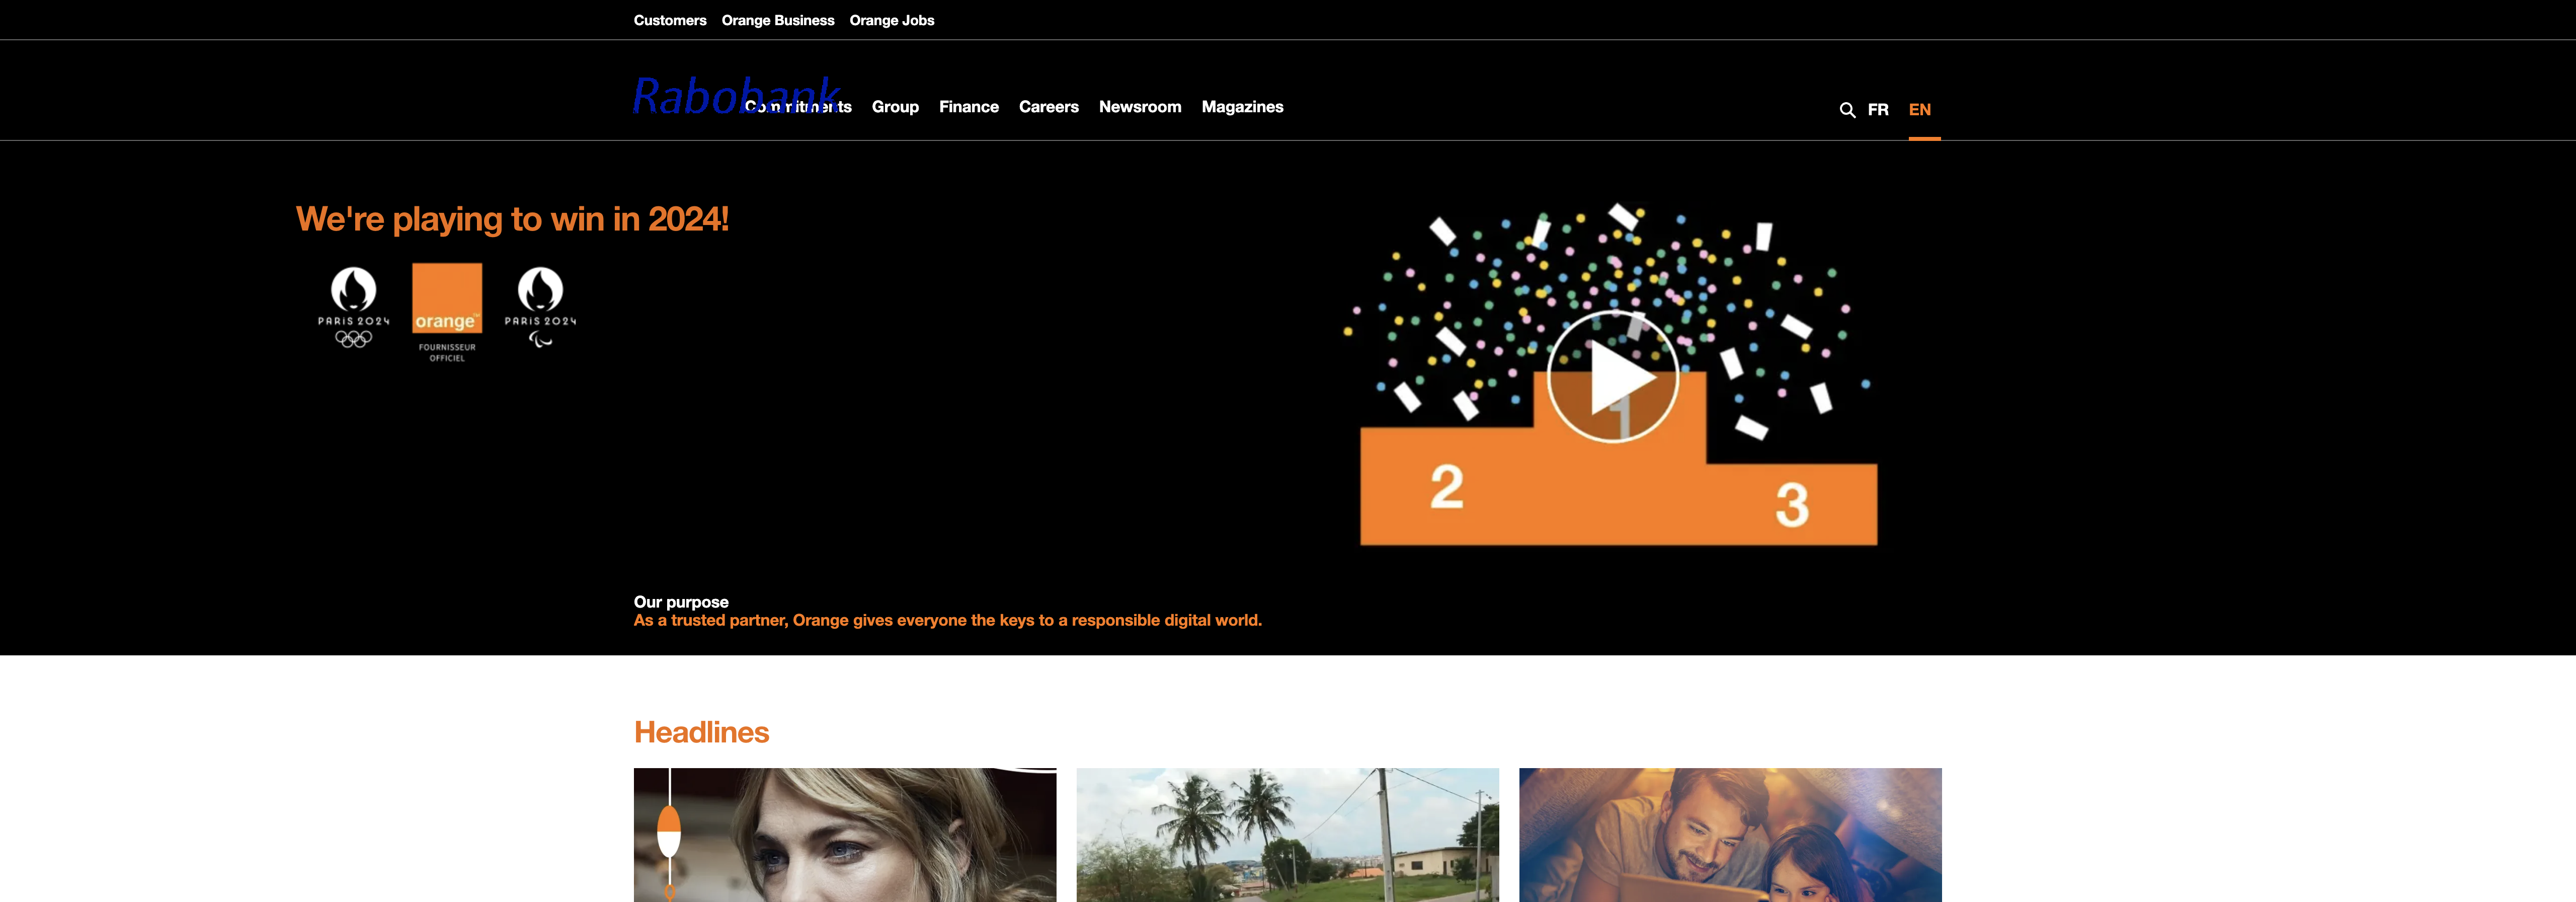 Customers Orange Business Orange Jobs
Rabobank
Commitments Group Finance Careers Newsroom Magazines
FR EN
We're playing to win in 2024!
PARIS 2024
orange™
FOURNISSEUR
OFFICIEL
PARIS 2024
1
2
3
Our purpose
As a trusted partner, Orange gives everyone the keys to a responsible digital world.
Headlines